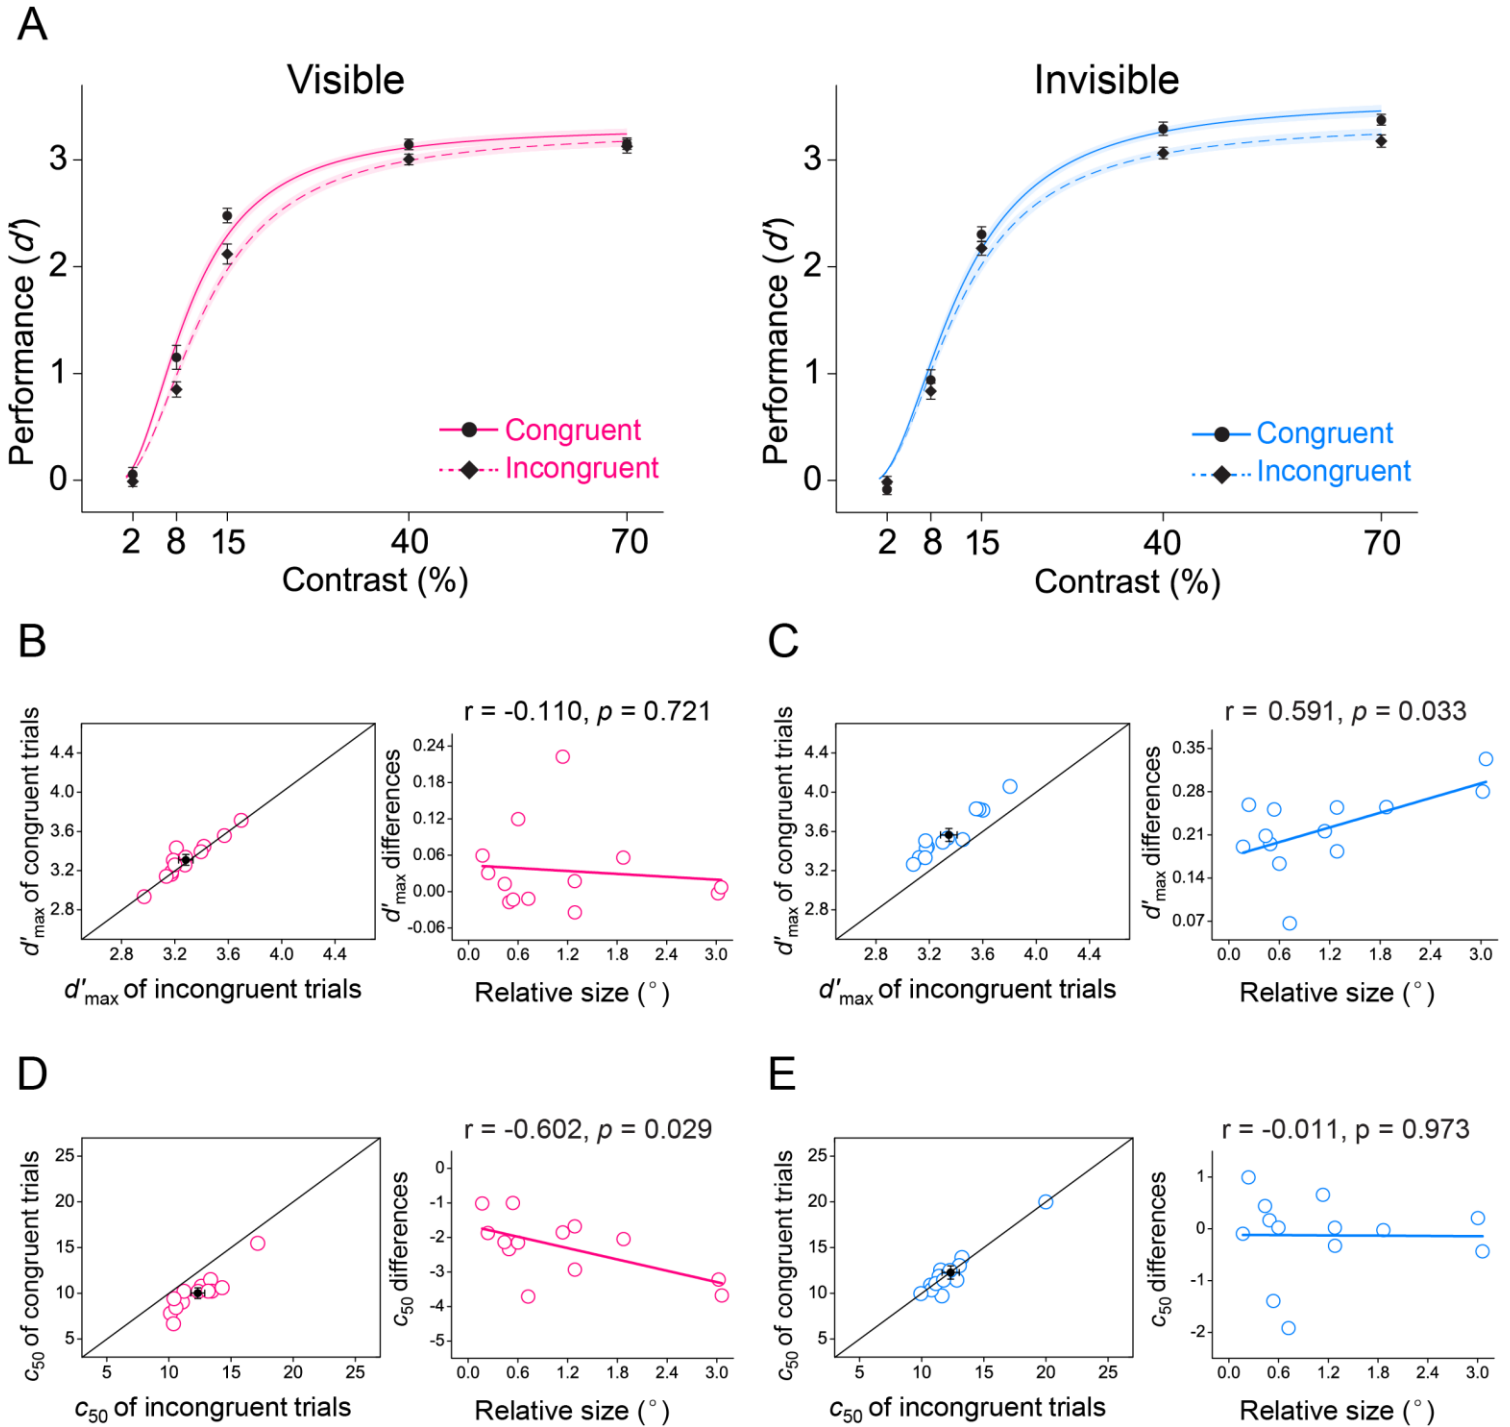 A
Visible
Invisible
Performance (d')
3
2
1
0
Congruent
Incongruent
2 8 15 40 70
Contrast (%)
Performance (d')
3
2
1
0
Congruent
Incongruent
2 8 15 40 70
Contrast (%)
B
d'max of congruent trials
4.4
4.0
3.6
3.2
2.8
2.8 3.2 3.6 4.0 4.4
d'max of incongruent trials
r = -0.110, p = 0.721
d'max differences
0.24
0.18
0.12
0.06
0.00
-0.06
0.0 0.6 1.2 1.8 2.4 3.0
Relative size (°)
C
d'max of congruent trials
4.4
4.0
3.6
3.2
2.8
2.8 3.2 3.6 4.0 4.4
d'max of incongruent trials
r = 0.591, p = 0.033
d'max differences
0.35
0.28
0.21
0.14
0.07
0.0 0.6 1.2 1.8 2.4 3.0
Relative size (°)
D
c50 of congruent trials
25
20
15
10
5
5 10 15 20 25
c50 of incongruent trials
r = -0.602, p = 0.029
c50 differences
0
-1
-2
-3
-4
-5
0.0 0.6 1.2 1.8 2.4 3.0
Relative size (°)
E
c50 of congruent trials
25
20
15
10
5
5 10 15 20 25
c50 of incongruent trials
r = -0.011, p = 0.973
c50 differences
1
0
-1
-2
0.0 0.6 1.2 1.8 2.4 3.0
Relative size (°)